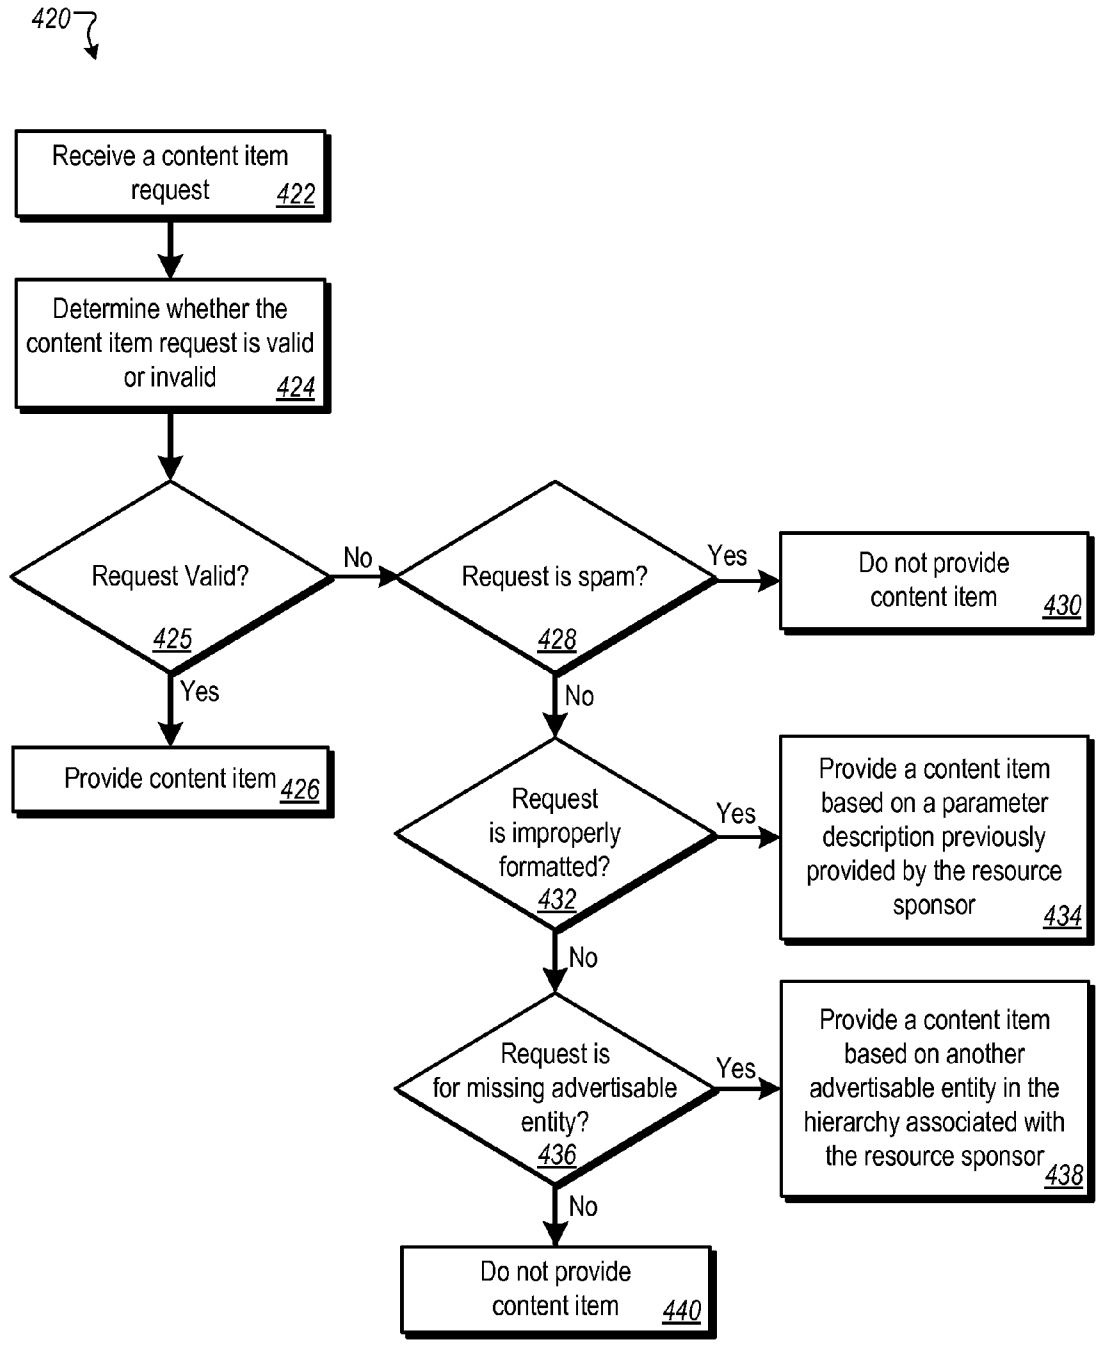 420
Receive a content item
request
422
Determine whether the
content item request is valid
or invalid
424
Request Valid?
425
No
Yes
Provide content item
426
Request is spam?
428
Yes
Do not provide
content item
430
No
Request
is improperly
formatted?
432
Yes
Provide a content item
based on a parameter
description previously
provided by the resource
sponsor
434
No
Request is
for missing advertisable
entity?
436
Yes
Provide a content item
based on another
advertisable entity in the
hierarchy associated with
the resource sponsor
438
No
Do not provide
content item
440